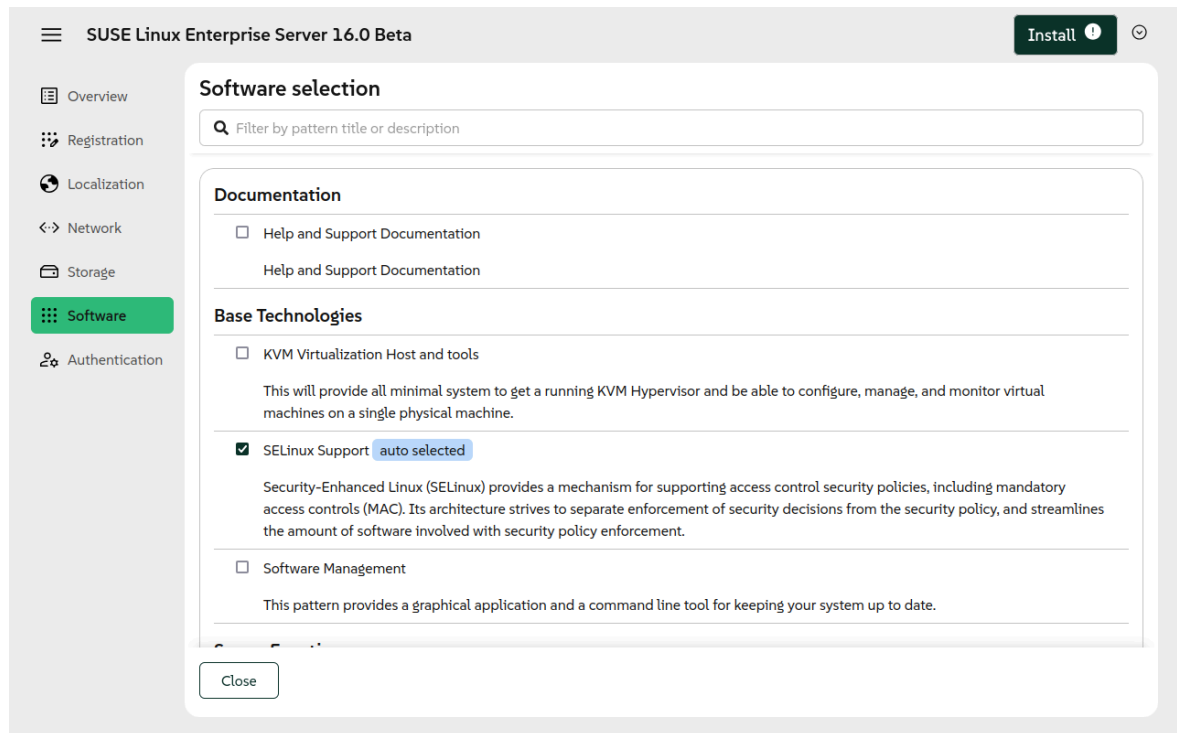 SUSE Linux Enterprise Server 16.0 Beta
Install
Overview
Registration
Localization
Network
Storage
Software
Authentication
Software selection
Filter by pattern title or description
Documentation
Help and Support Documentation
Help and Support Documentation
Base Technologies
KVM Virtualization Host and tools
This will provide all minimal system to get a running KVM Hypervisor and be able to configure, manage, and monitor virtual
machines on a single physical machine.
SELinux Support auto selected
Security-Enhanced Linux (SELinux) provides a mechanism for supporting access control security policies, including mandatory
access controls (MAC). Its architecture strives to separate enforcement of security decisions from the security policy, and streamlines
the amount of software involved with security policy enforcement.
Software Management
This pattern provides a graphical application and a command line tool for keeping your system up to date.
Close